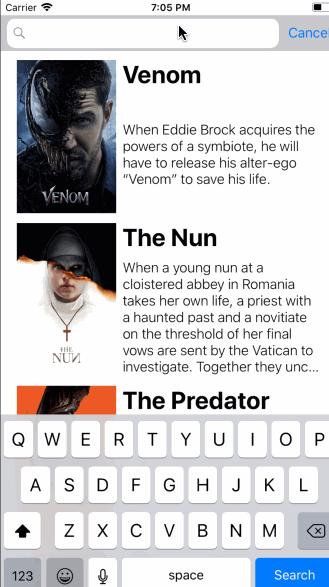 Carrier 7:05 PM
Cancel
Venom
When Eddie Brock acquires the
powers of a symbiote, he will
have to release his alter-ego
“Venom” to save his life.
VENOM
The Nun
When a young nun at a
cloistered abbey in Romania
takes her own life, a priest with
a haunted past and a novitiate
on the threshold of her final
vows are sent by the Vatican to
investigate. Together they unc...
THE
NUN
The Predator
Q W E R T Y U I O P
A S D F G H J K L
Z X C V B N M
123 space Search